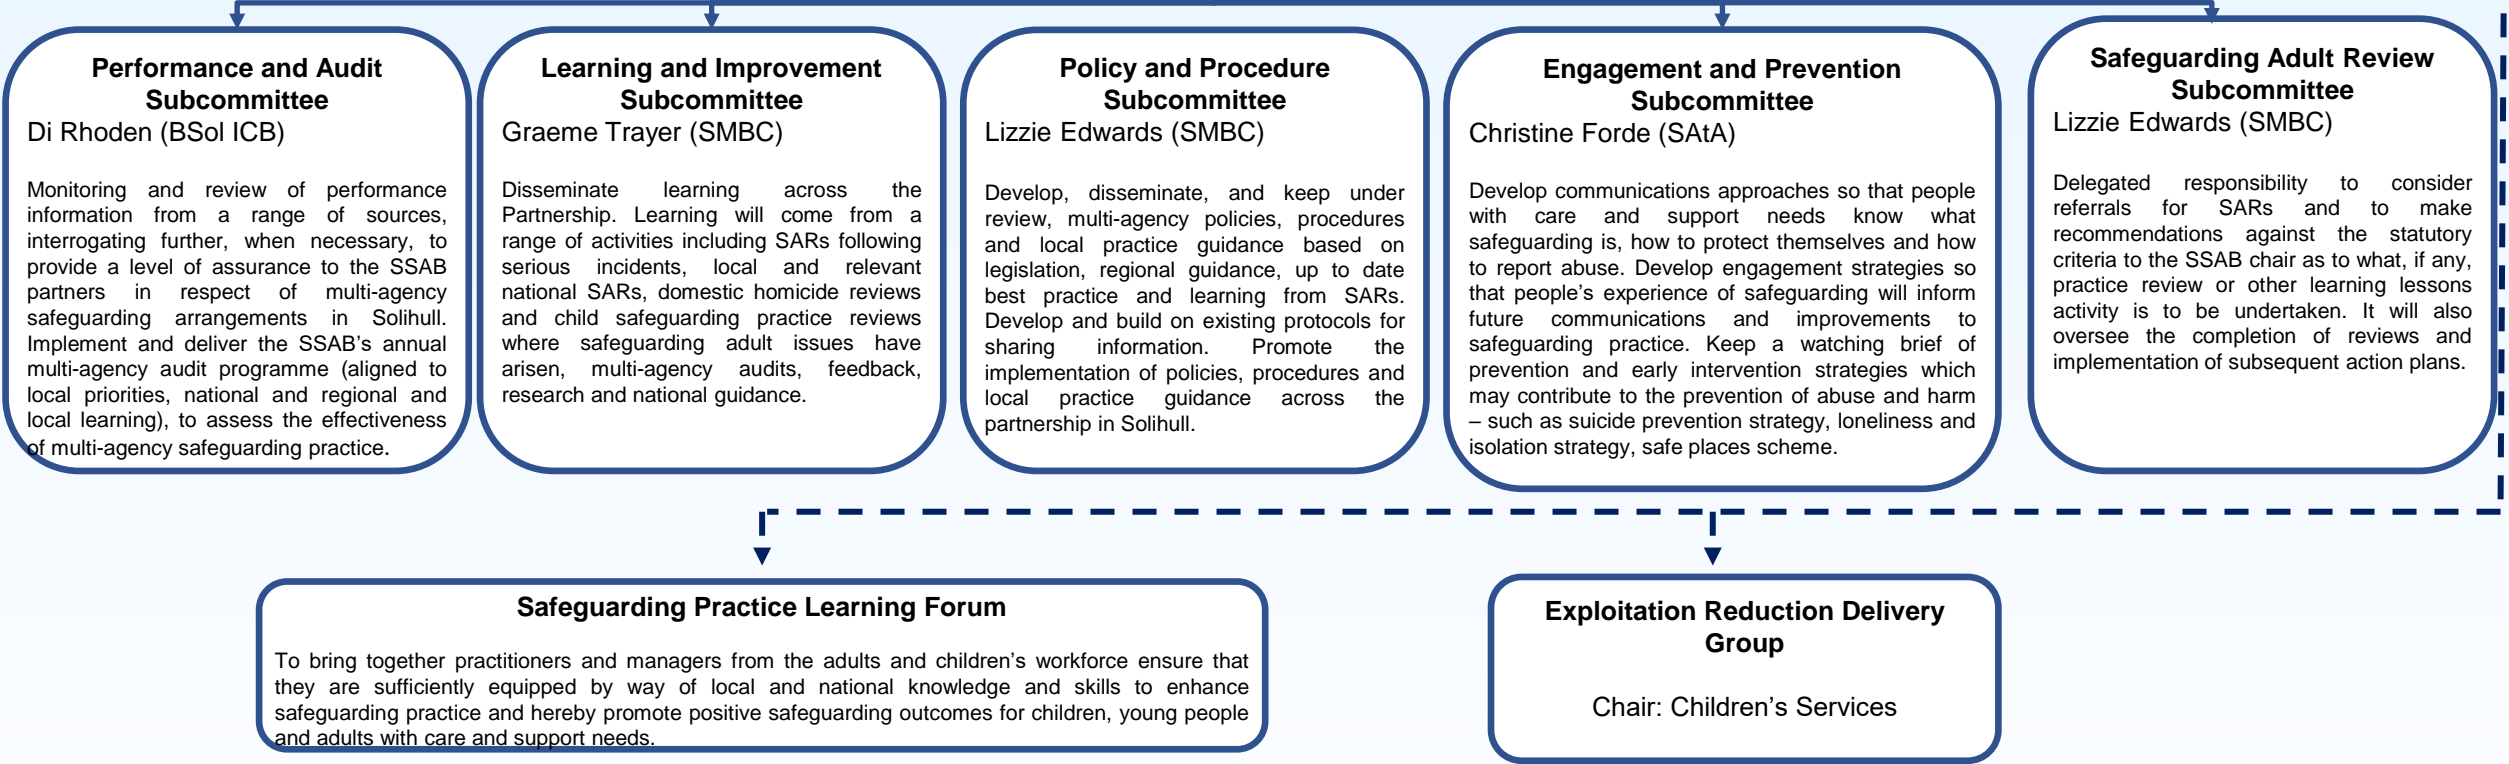 Performance and Audit
Subcommittee
Di Rhoden (BSol ICB)
Monitoring and review of performance
information from a range of sources,
interrogating further, when necessary, to
provide a level of assurance to the SSAB
partners in respect of multi-agency
safeguarding arrangements in Solihull.
Implement and deliver the SSAB's annual
multi-agency audit programme (aligned to
local priorities, national and regional and
local learning), to assess the effectiveness
of multi-agency safeguarding practice.
Learning and Improvement
Subcommittee
Graeme Trayer (SMBC)
Disseminate learning across the
Partnership. Learning will come from a
range of activities including SARs following
serious incidents, local and relevant
national SARs, domestic homicide reviews
and child safeguarding practice reviews
where safeguarding adult issues have
arisen, multi-agency audits, feedback,
research and national guidance.
Policy and Procedure
Subcommittee
Lizzie Edwards (SMBC)
Develop, disseminate, and keep under
review, multi-agency policies, procedures
and local practice guidance based on
legislation, regional guidance, up to date
best practice and learning from SARs.
Develop and build on existing protocols for
sharing information. Promote the
implementation of policies, procedures and
local practice guidance across the
partnership in Solihull.
Engagement and Prevention
Subcommittee
Christine Forde (SAtA)
Develop communications approaches so that people
with care and support needs know what
safeguarding is, how to protect themselves and how
to report abuse. Develop engagement strategies so
that people's experience of safeguarding will inform
future communications and improvements to
safeguarding practice. Keep a watching brief of
prevention and early intervention strategies which
may contribute to the prevention of abuse and harm
– such as suicide prevention strategy, loneliness and
isolation strategy, safe places scheme.
Safeguarding Adult Review
Subcommittee
Lizzie Edwards (SMBC)
Delegated responsibility to consider
referrals for SARs and to make
recommendations against the statutory
criteria to the SSAB chair as to what, if any,
practice review or other learning lessons
activity is to be undertaken. It will also
oversee the completion of reviews and
implementation of subsequent action plans.
Safeguarding Practice Learning Forum
To bring together practitioners and managers from the adults and children's workforce ensure that
they are sufficiently equipped by way of local and national knowledge and skills to enhance
safeguarding practice and hereby promote positive safeguarding outcomes for children, young people
and adults with care and support needs.
Exploitation Reduction Delivery
Group
Chair: Children's Services